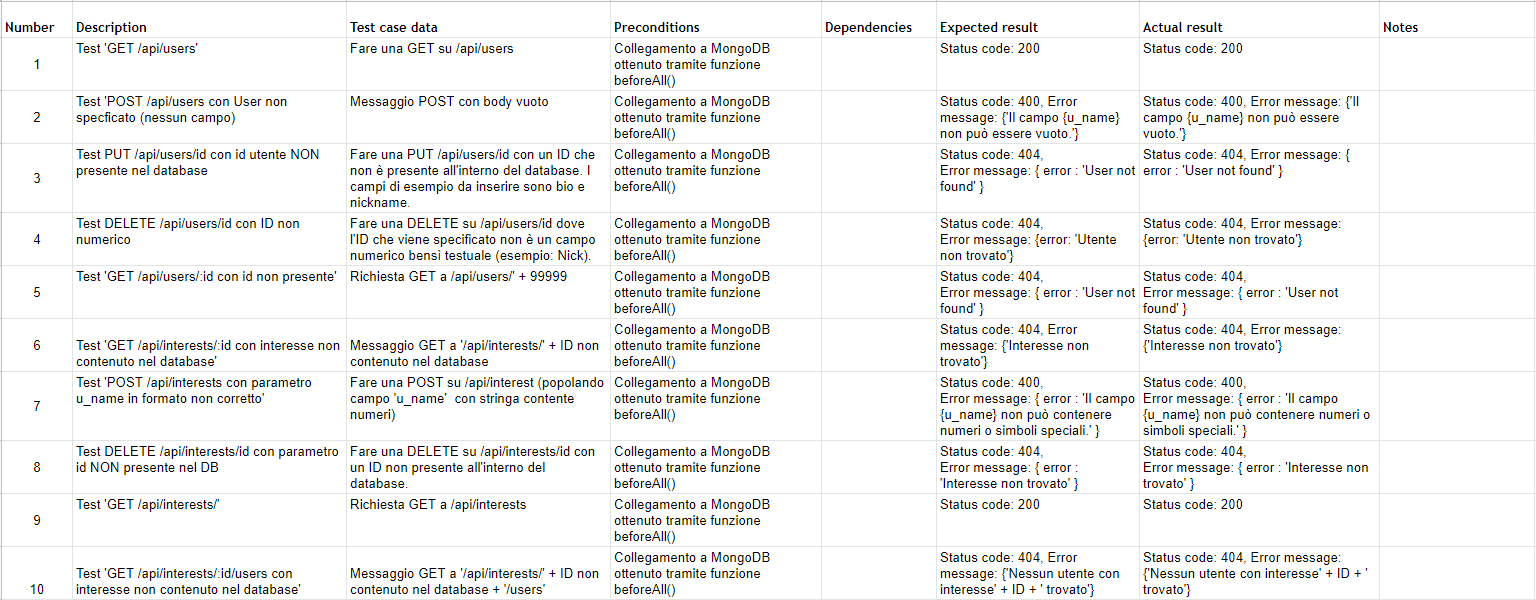 Number Description Test case data Preconditions Dependencies Expected result Actual result Notes
1
Test 'GET /api/users'
Fare una GET su /api/users
Collegamento a MongoDB
ottenuto tramite funzione
beforeAll()
Status code: 200
Status code: 200
2
Test 'POST /api/users con User non
specficato (nessun campo)
Messaggio POST con body vuoto
Collegamento a MongoDB
ottenuto tramite funzione
beforeAll()
Status code: 400, Error
message: {'Il campo {u_name}
non può essere vuoto.'}
Status code: 400, Error message: {'Il
campo {u_name} non può essere
vuoto.'}
3
Test PUT /api/users/id con id utente NON
presente nel database
Fare una PUT /api/users/id con un ID che
non è presente all'interno del database. I
campi di esempio da inserire sono bio e
nickname.
Collegamento a MongoDB
ottenuto tramite funzione
beforeAll()
Status code: 404,
Error message: { error : 'User not
found' }
Status code: 404, Error message: {
error : 'User not found' }
4
Test DELETE /api/users/id con ID non
numerico
Fare una DELETE su /api/users/id dove
l'ID che viene specificato non è un campo
numerico bensì testuale (esempio: Nick).
Collegamento a MongoDB
ottenuto tramite funzione
beforeAll()
Status code: 404,
Error message: {error: 'Utente
non trovato'}
Status code: 404, Error message:
{error: 'Utente non trovato'}
5
Test 'GET /api/users/:id con id non presente'
Richiesta GET a /api/users/' + 99999
Collegamento a MongoDB
ottenuto tramite funzione
beforeAll()
Status code: 404,
Error message: { error : 'User not
found' }
Status code: 404,
Error message: { error : 'User not
found' }
6
Test 'GET /api/interests/:id con interesse non
contenuto nel database'
Messaggio GET a '/api/interests/' + ID non
contenuto nel database
Collegamento a MongoDB
ottenuto tramite funzione
beforeAll()
Status code: 404, Error
message: {'Interesse non
trovato'}
Status code: 404, Error message:
{'Interesse non trovato'}
7
Test 'POST /api/interests con parametro
u_name in formato non corretto'
Fare una POST su /api/interest (popolando
campo 'u_name'  con stringa contente
numeri)
Collegamento a MongoDB
ottenuto tramite funzione
beforeAll()
Status code: 400,
Error message: { error : 'Il campo
{u_name} non può contenere
numeri o simboli speciali.' }
Status code: 400,
Error message: { error : 'Il campo
{u_name} non può contenere numeri o
simboli speciali.' }
8
Test DELETE /api/interests/id con parametro
id NON presente nel DB
Fare una DELETE su /api/interests/id con
un ID non presente all'interno del
database.
Collegamento a MongoDB
ottenuto tramite funzione
beforeAll()
Status code: 404,
Error message: { error :
'Interesse non trovato' }
Status code: 404,
Error message: { error : 'Interesse non
trovato' }
9
Test 'GET /api/interests/'
Richiesta GET a /api/interests
Collegamento a MongoDB
ottenuto tramite funzione
beforeAll()
Status code: 200
Status code: 200
10
Test 'GET /api/interests/:id/users con
interesse non contenuto nel database'
Messaggio GET a '/api/interests/' + ID non
contenuto nel database + '/users'
Collegamento a MongoDB
ottenuto tramite funzione
beforeAll()
Status code: 404, Error
message: {'Nessun utente con
interesse' + ID + ' trovato'}
Status code: 404, Error message:
{'Nessun utente con interesse' + ID + '
trovato'}